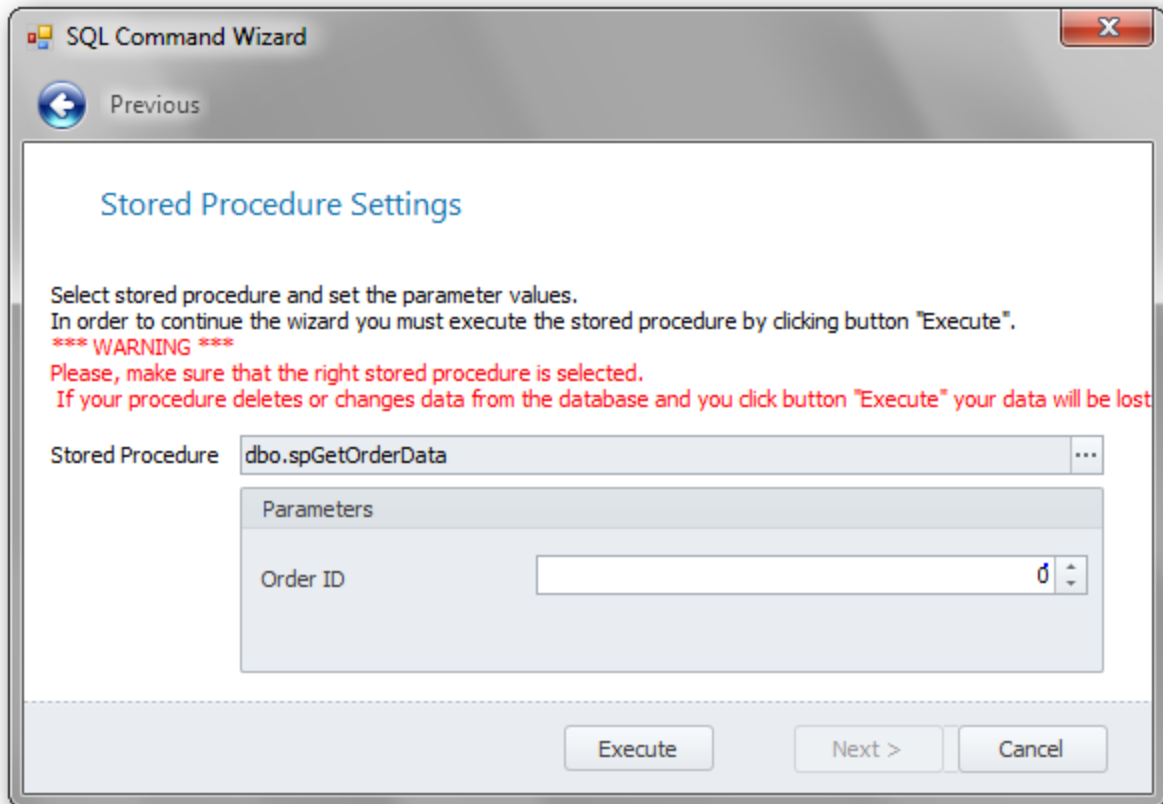 SQL Command Wizard
Previous
Stored Procedure Settings
Select stored procedure and set the parameter values.
In order to continue the wizard you must execute the stored procedure by clicking button "Execute".
*** WARNING ***
Please, make sure that the right stored procedure is selected.
If your procedure deletes or changes data from the database and you click button "Execute" your data will be lost
Stored Procedure dbo.spGetOrderData ...
Parameters
Order ID 0
Execute Next > Cancel